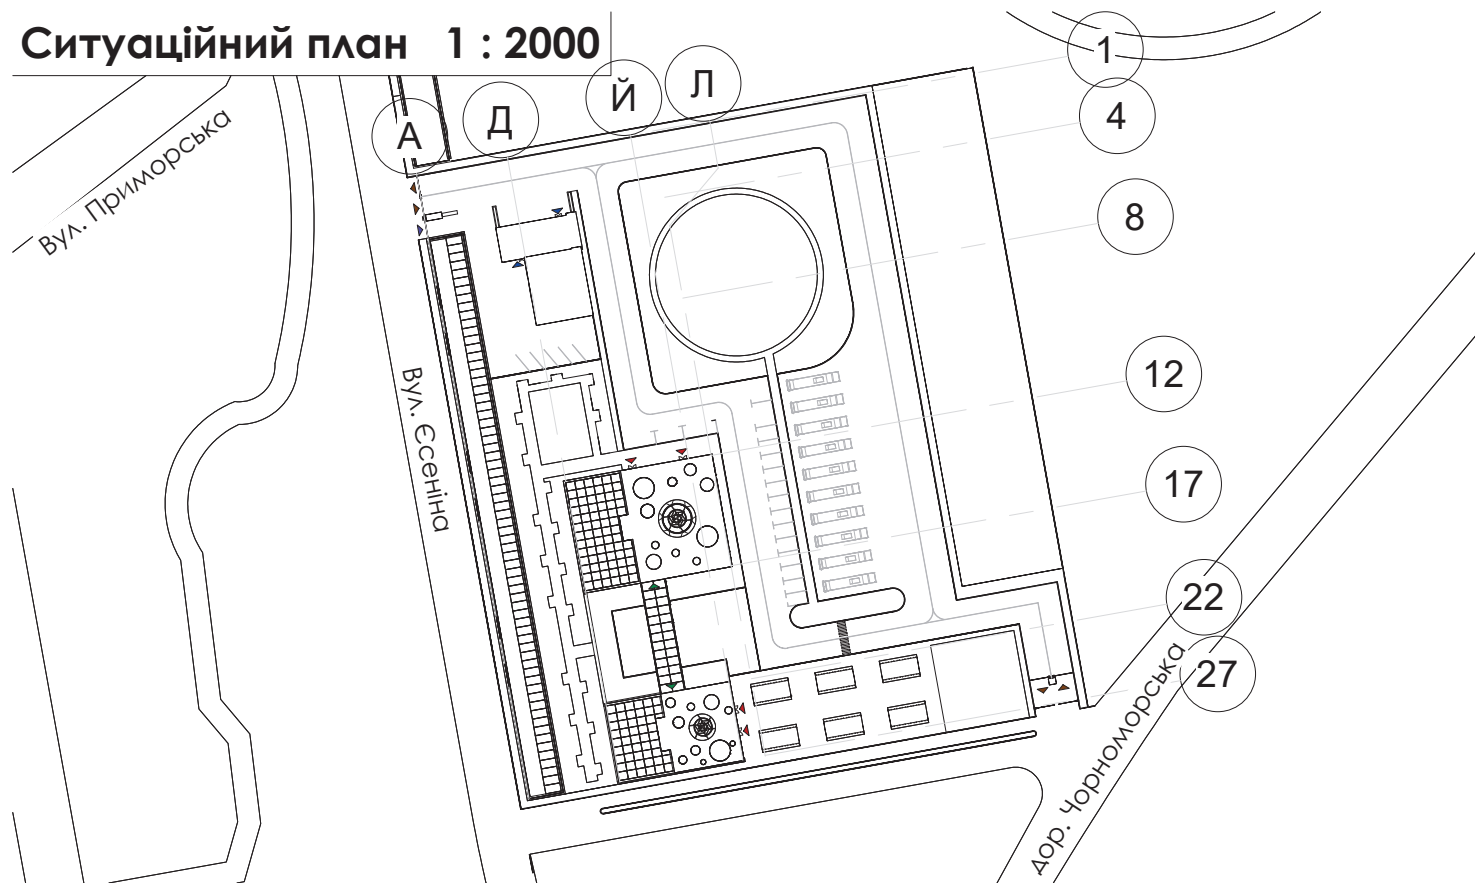 Ситуаційний план 1 : 2000
А
Д
Й
Л
1
4
8
12
17
22
27
Вул. Приморська
Вул. Єсеніна
дор. Чорноморська